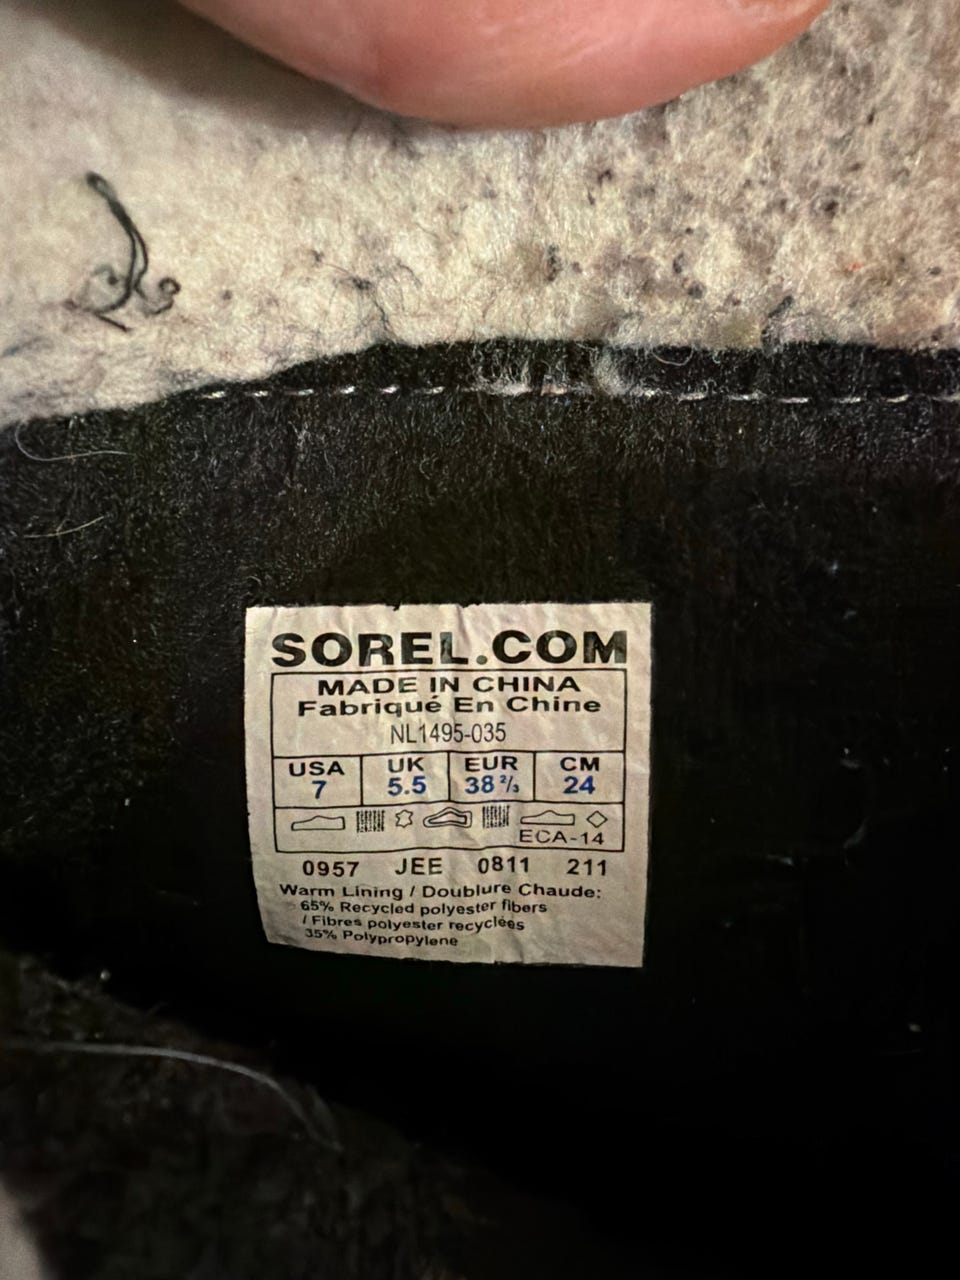 SOREL.COM
MADE IN CHINA
Fabriqué En Chine
NL1495-035
USA UK EUR CM
7 5.5 38 2/3 24
ECA-14
0957 JEE 0811 211
Warm Lining / Doublure Chaude:
65% Recycled polyester fibers
/ Fibres polyester recyclées
35% Polypropylene